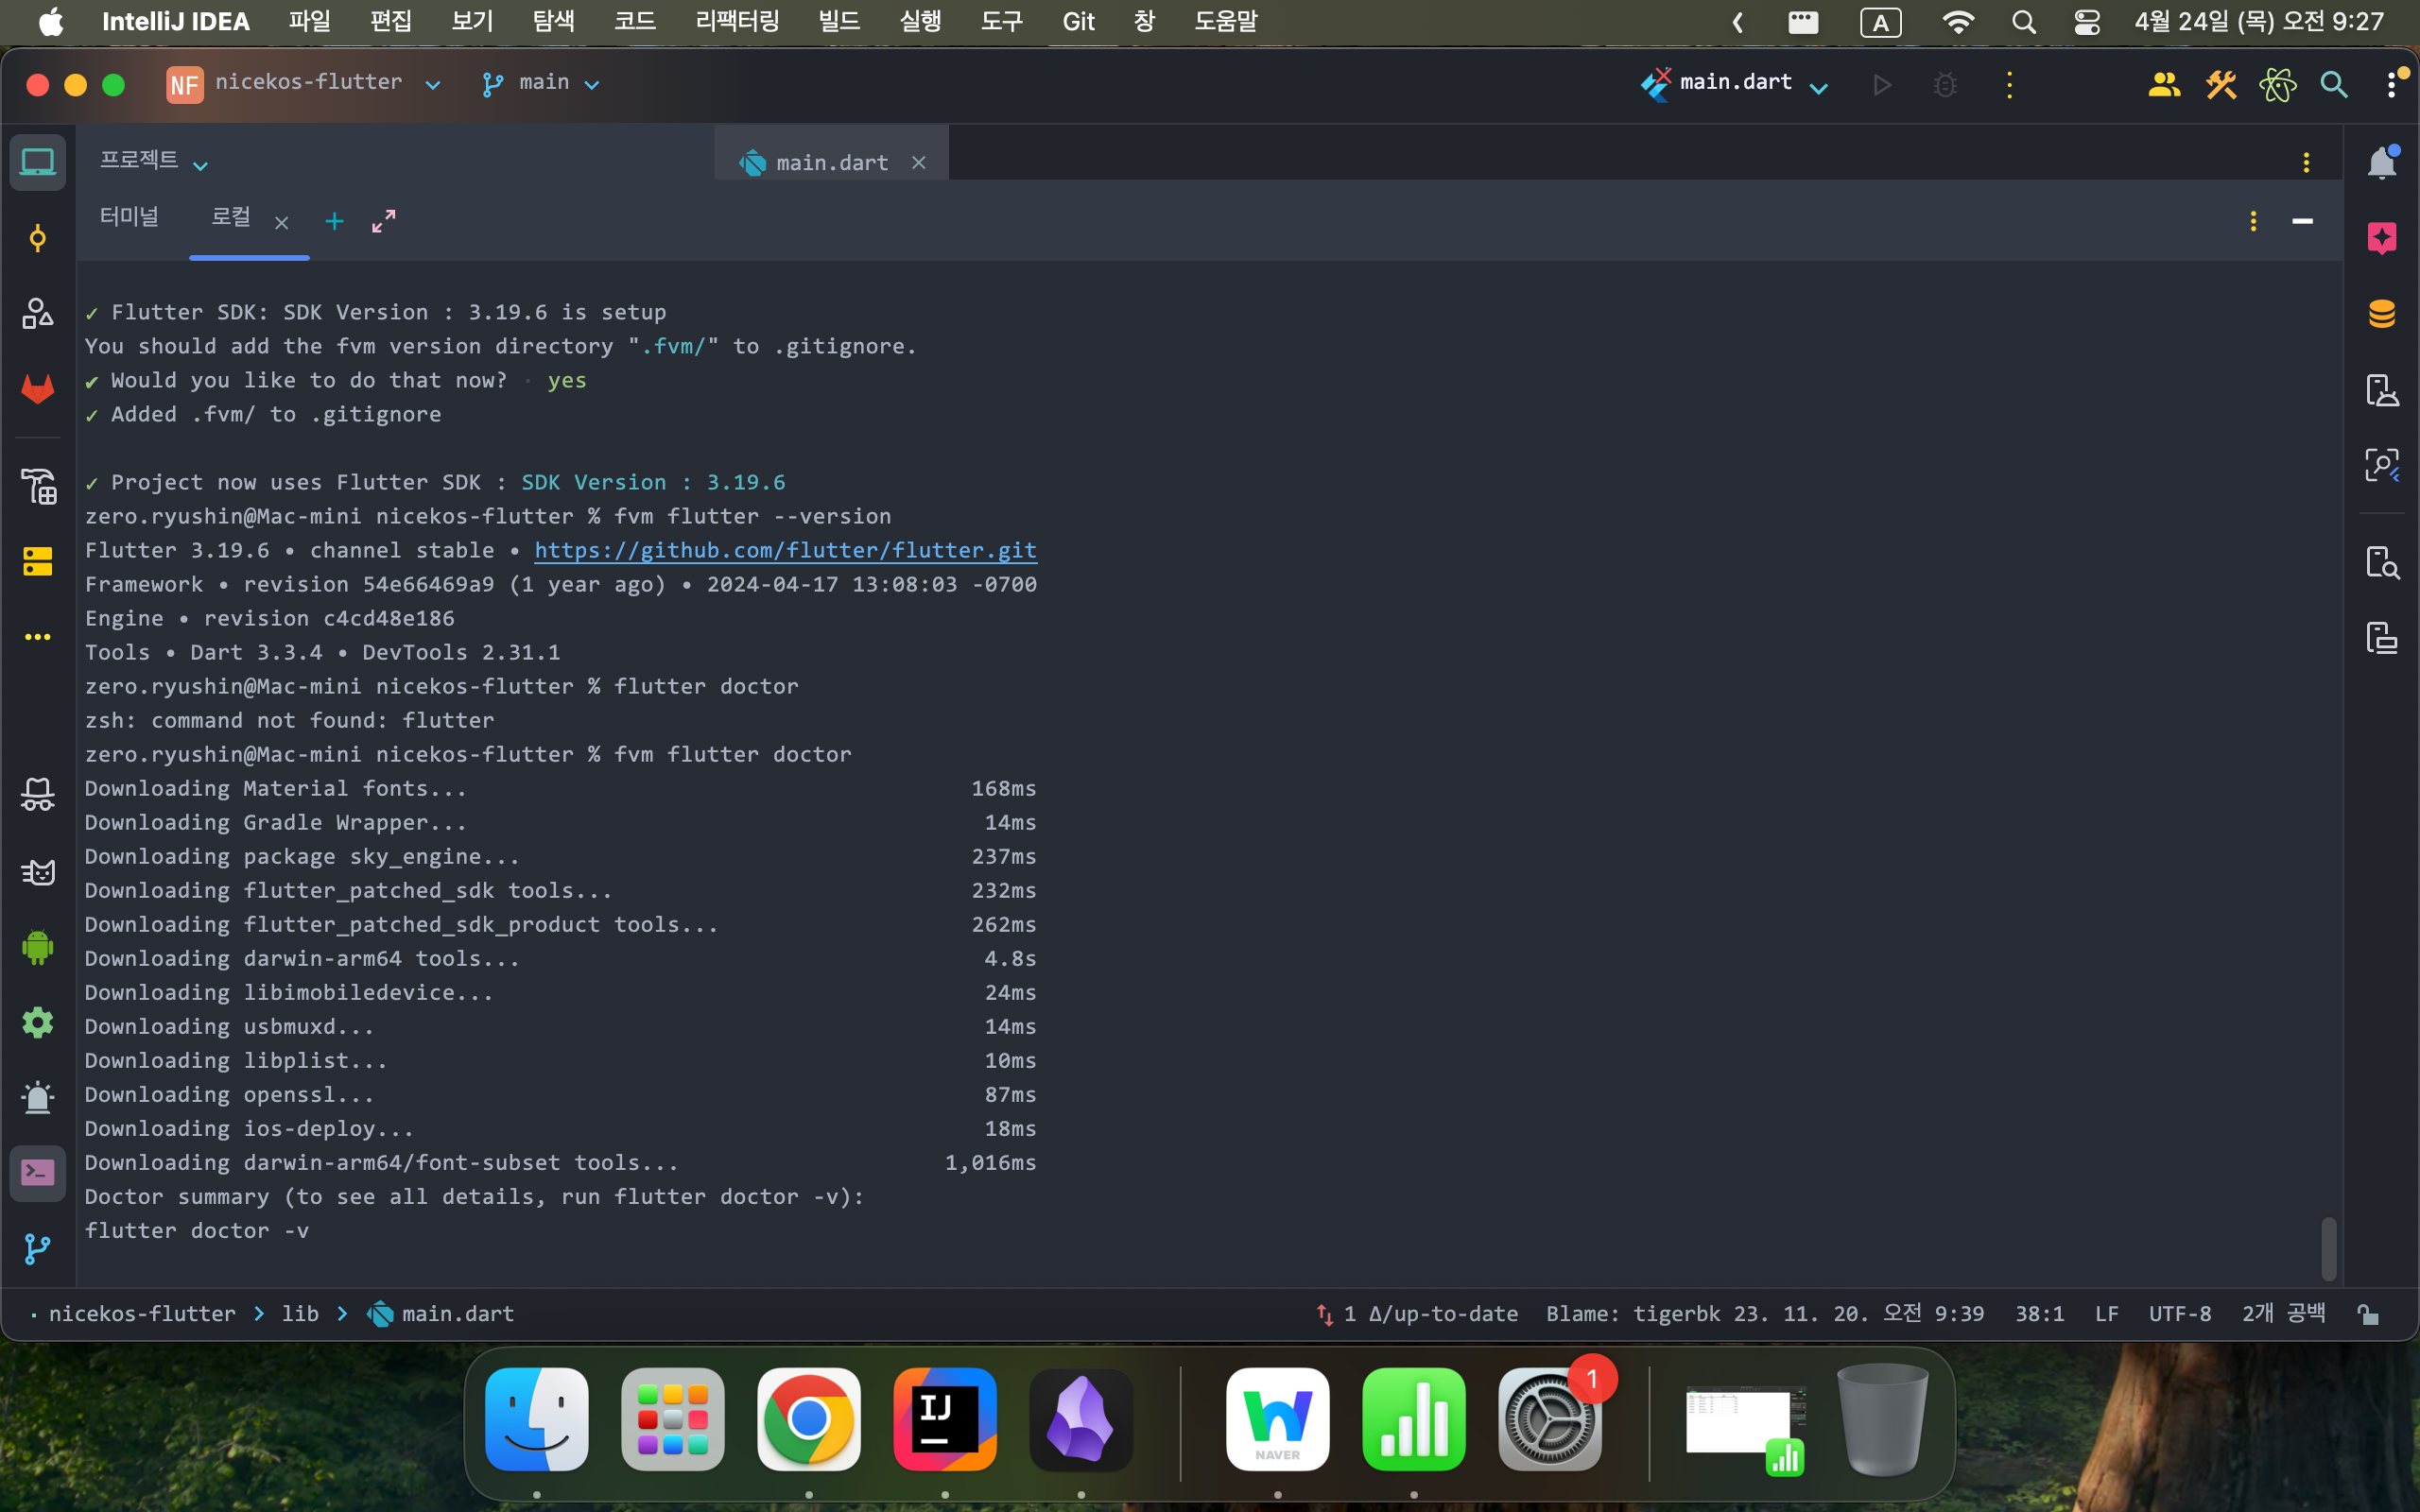 IntelliJ IDEA 파일 편집 보기 탐색 코드 리팩터링 빌드 실행 도구 Git 창 도움말 A 4월 24일 (목) 오전 9:27
NF nicekos-flutter main main.dart
프로젝트 main.dart
터미널 로컬
✓ Flutter SDK: SDK Version : 3.19.6 is setup
You should add the fvm version directory ".fvm/" to .gitignore.
✔ Would you like to do that now? · yes
✓ Added .fvm/ to .gitignore
✓ Project now uses Flutter SDK : SDK Version : 3.19.6
zero.ryushin@Mac-mini nicekos-flutter % fvm flutter --version
Flutter 3.19.6 • channel stable • https://github.com/flutter/flutter.git
Framework • revision 54e66469a9 (1 year ago) • 2024-04-17 13:08:03 -0700
Engine • revision c4cd48e186
Tools • Dart 3.3.4 • DevTools 2.31.1
zero.ryushin@Mac-mini nicekos-flutter % flutter doctor
zsh: command not found: flutter
zero.ryushin@Mac-mini nicekos-flutter % fvm flutter doctor
Downloading Material fonts... 168ms
Downloading Gradle Wrapper... 14ms
Downloading package sky_engine... 237ms
Downloading flutter_patched_sdk tools... 232ms
Downloading flutter_patched_sdk_product tools... 262ms
Downloading darwin-arm64 tools... 4.8s
Downloading libimobiledevice... 24ms
Downloading usbmuxd... 14ms
Downloading libplist... 10ms
Downloading openssl... 87ms
Downloading ios-deploy... 18ms
Downloading darwin-arm64/font-subset tools... 1,016ms
Doctor summary (to see all details, run flutter doctor -v):
flutter doctor -v
nicekos-flutter > lib > main.dart 1 Δ/up-to-date Blame: tigerbk 23. 11. 20. 오전 9:39 38:1 LF UTF-8 2개 공백
IJ NAVER 1